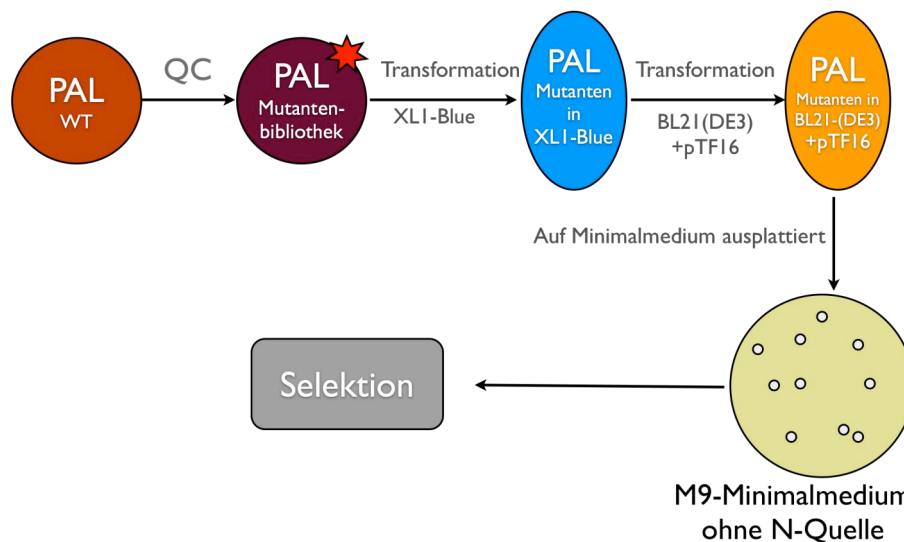 PAL
WT
QC
PAL
Mutanten-
bibliothek
Transformation
XL1-Blue
PAL
Mutanten
in
XL1-Blue
Transformation
BL21(DE3)
+pTF16
PAL
Mutanten in
BL21-(DE3)
+pTF16
Auf Minimalmedium ausplattiert
Selektion
M9-Minimalmedium
ohne N-Quelle